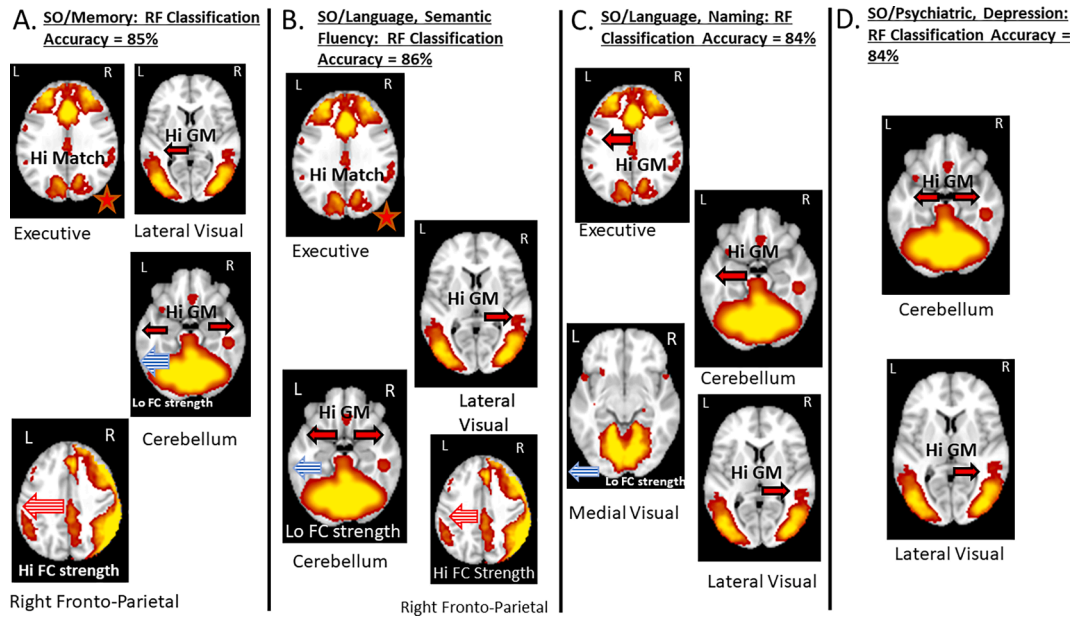 A. SO/Memory: RF Classification
Accuracy = 85%
L R
Hi Match
Executive
L R
Hi GM
Lateral Visual
L R
Hi GM
Lo FC strength
Cerebellum
L R
Hi FC strength
Right Fronto-Parietal
B. SO/Language, Semantic
Fluency: RF Classification
Accuracy = 86%
L R
Hi Match
Executive
L R
Hi GM
Lateral
Visual
L R
Hi GM
Lo FC strength
Cerebellum
L R
Hi FC Strength
Right Fronto-Parietal
C. SO/Language, Naming: RF
Classification Accuracy = 84%
L R
Hi GM
Executive
L R
Hi GM
Cerebellum
L R
Lo FC strength
Medial Visual
L R
Hi GM
Lateral Visual
D. SO/Psychiatric, Depression:
RF Classification Accuracy =
84%
L R
Hi GM
Cerebellum
L R
Hi GM
Lateral Visual